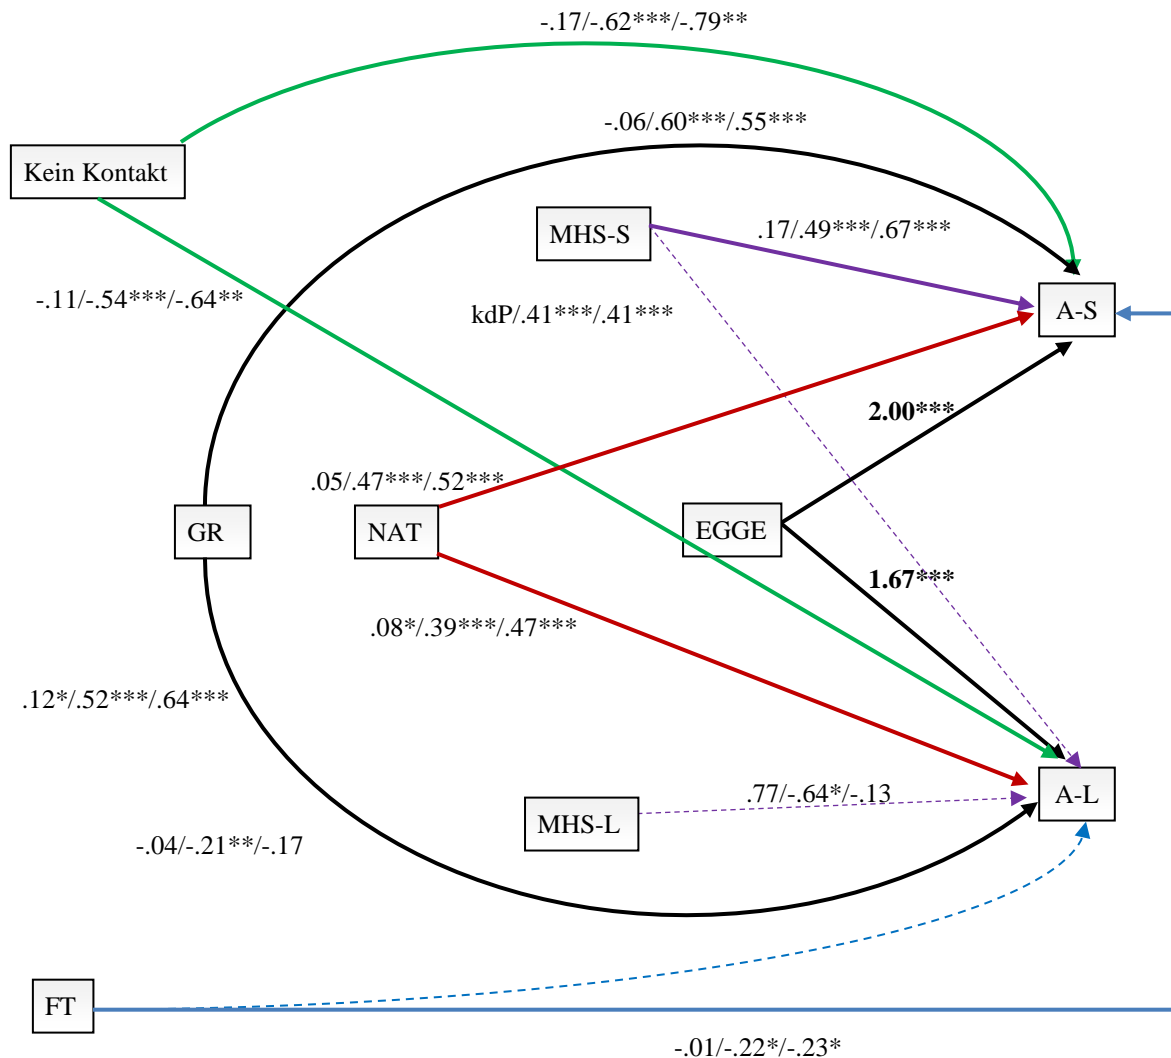 -.17/-.62***/-.79**
-.06/.60***/.55***
Kein Kontakt
MHS-S
.17/.49***/.67***
-.11/-.54***/-.64**
kdP/.41***/.41***
A-S
2.00***
.05/.47***/.52***
GR
NAT
EGGE
1.67***
.08*/.39***/.47***
.12*/.52***/.64***
.77/-.64*/-.13
A-L
MHS-L
-.04/-.21**/-.17
FT
-.01/-.22*/-.23*